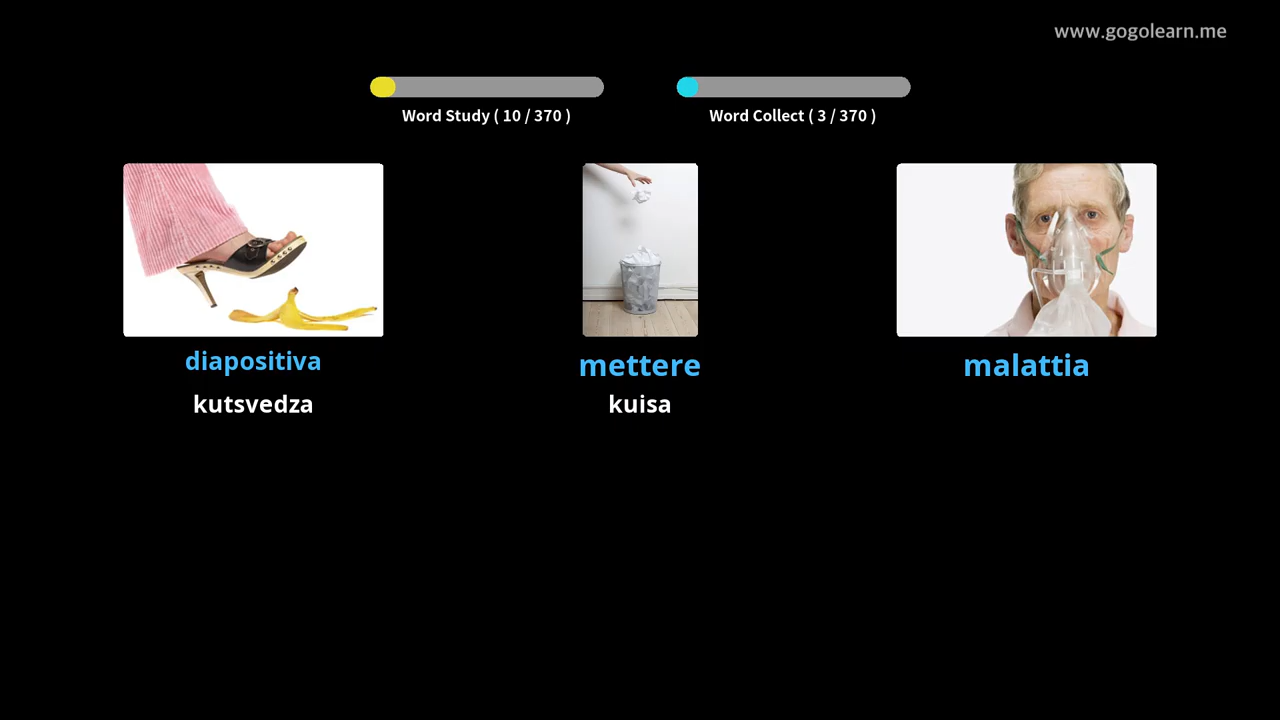 www.gogolearn.me
Word Study ( 10 / 370 )
Word Collect ( 3 / 370 )
diapositiva
mettere
malattia
kutsvedza
kuisa